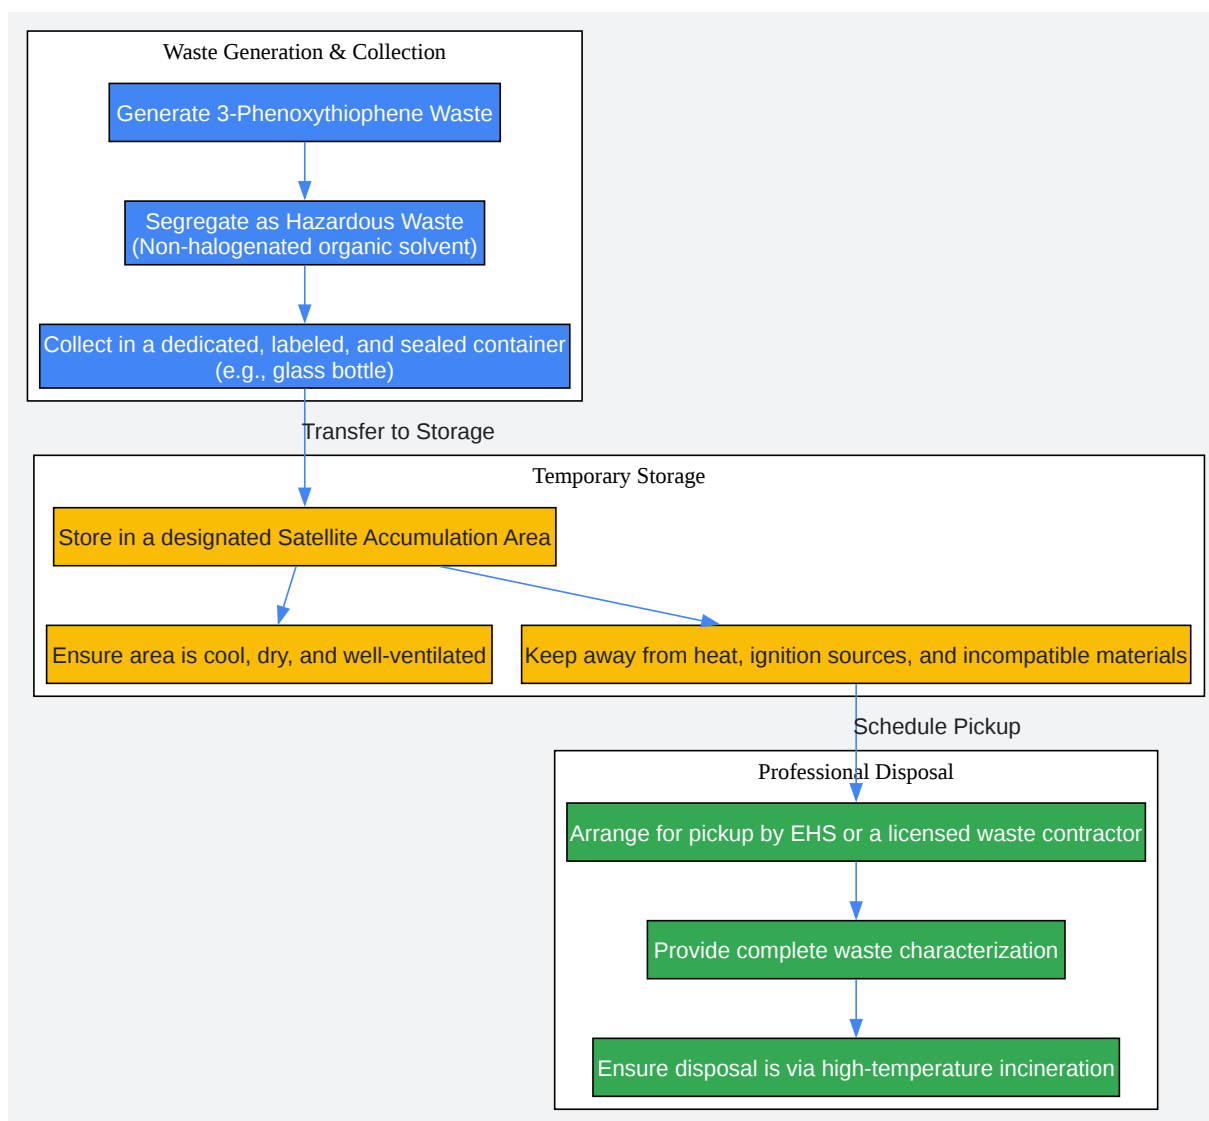 Waste Generation & Collection
Generate 3-Phenoxythiophene Waste
Segregate as Hazardous Waste
(Non-halogenated organic solvent)
Collect in a dedicated, labeled, and sealed container
(e.g., glass bottle)
Transfer to Storage
Temporary Storage
Store in a designated Satellite Accumulation Area
Ensure area is cool, dry, and well-ventilated
Keep away from heat, ignition sources, and incompatible materials
Schedule Pickup
Professional Disposal
Arrange for pickup by EHS or a licensed waste contractor
Provide complete waste characterization
Ensure disposal is via high-temperature incineration